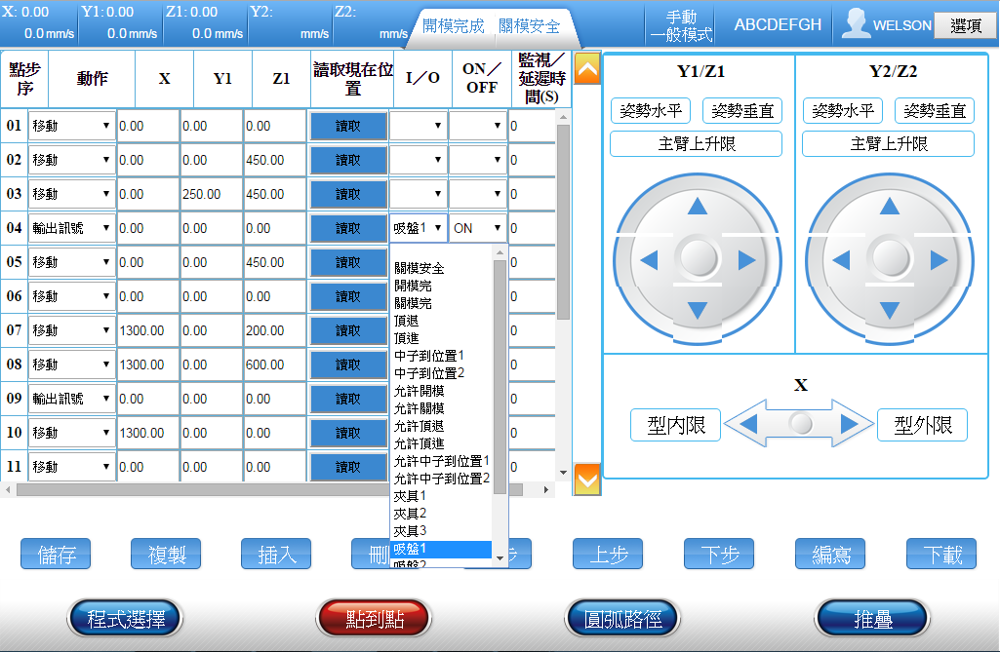 X: 0.00 Y1: 0.00 Z1: 0.00 Y2: Z2:
0.0 mm/s 0.0 mm/s 0.0 mm/s mm/s mm/s
開模完成 關模安全
手動
一般模式
ABCDEFGH
WELSON
選項
點步序 動作 X Y1 Z1 讀取現在位置 I／O ON／OFF 監視／延遲時間(S)
01 移動 0.00 0.00 0.00 讀取 0
02 移動 0.00 0.00 450.00 讀取 0
03 移動 0.00 250.00 450.00 讀取 0
04 輸出訊號 0.00 0.00 0.00 讀取 吸盤1 ON 0
05 移動 0.00 0.00 450.00 讀取 0
06 移動 0.00 0.00 0.00 讀取 0
07 移動 1300.00 0.00 200.00 讀取 0
08 移動 1300.00 0.00 600.00 讀取 0
09 輸出訊號 0.00 0.00 0.00 讀取 0
10 移動 1300.00 0.00 0.00 讀取 0
11 移動 0.00 0.00 0.00 讀取 0
關模安全
開模完
關模完
頂退
頂進
中子到位置1
中子到位置2
允許開模
允許關模
允許頂退
允許頂進
允許中子到位置1
允許中子到位置2
夾具1
夾具2
夾具3
吸盤1
吸盤2
Y1/Z1
姿勢水平 姿勢垂直
主臂上升限
Y2/Z2
姿勢水平 姿勢垂直
主臂上升限
X
型內限 型外限
儲存 複製 插入 刪 步 上步 下步 編寫 下載
程式選擇 點到點 圓弧路徑 推疊